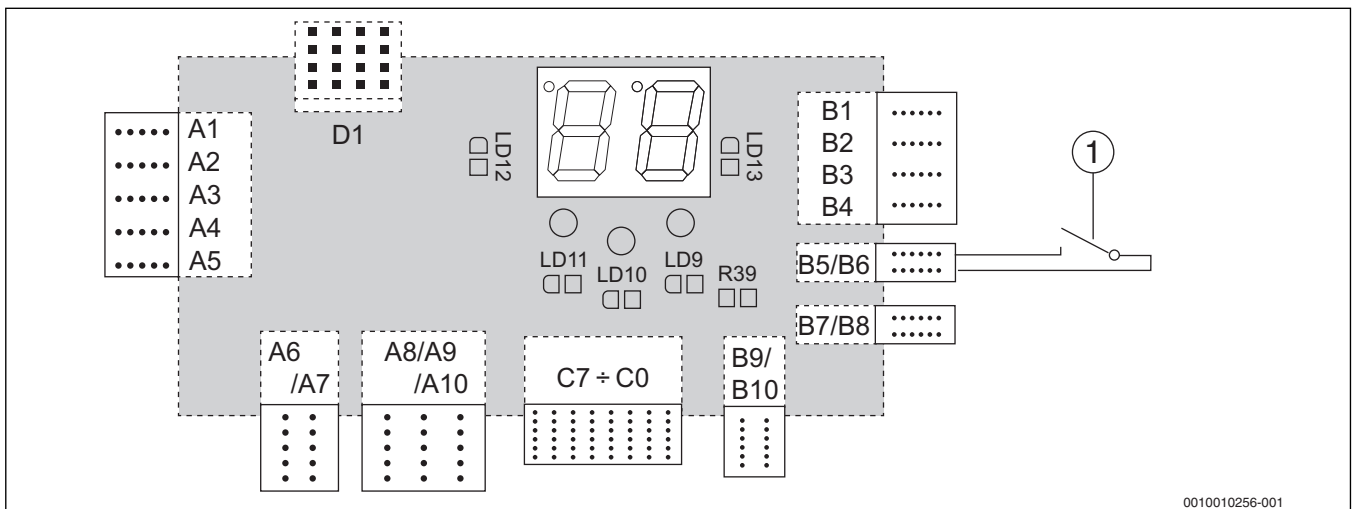 D1
A1
A2
A3
A4
A5
LD12
LD13
B1
B2
B3
B4
1
LD11
LD10
LD9
R39
B5/B6
B7/B8
A6
/A7
A8/A9
/A10
C7 ÷ C0
B9/
B10
0010010256-001